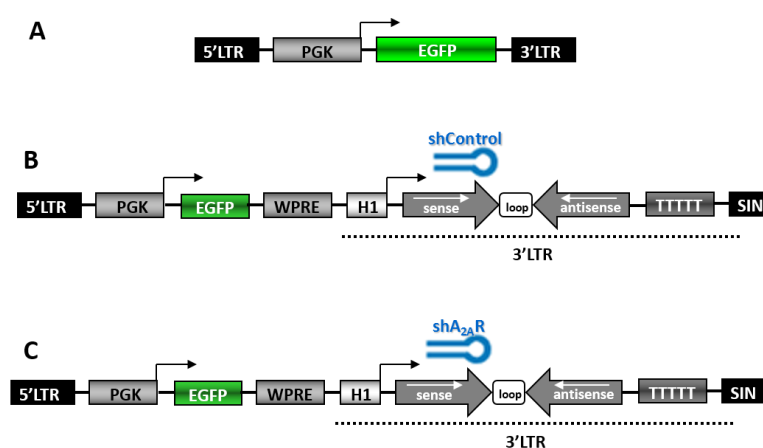 A
5'LTR PGK EGFP 3'LTR
shControl
B
5'LTR PGK EGFP WPRE H1 sense loop antisense TTTTT SIN
3'LTR
shA2AR
C
5'LTR PGK EGFP WPRE H1 sense loop antisense TTTTT SIN
3'LTR